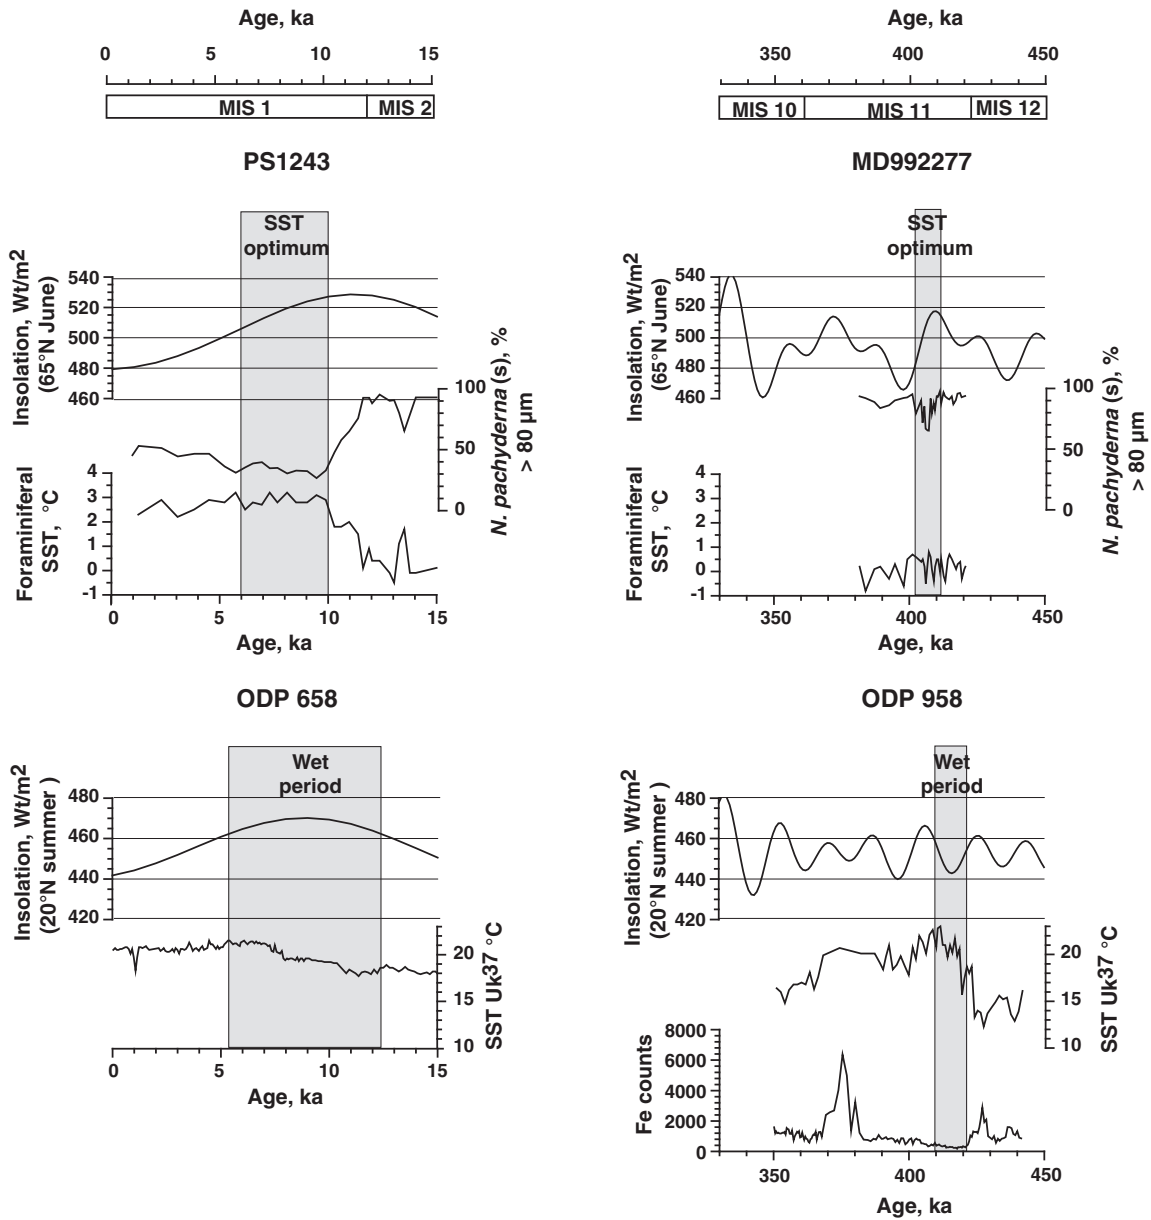 Age, ka
0 5 10 15
MIS 1 MIS 2
PS1243
SST
optimum
Insolation, Wt/m2
(65°N June)
540
520
500
480
460
100
50
0
N. pachyderna (s), %
> 80 µm
Foraminiferal
SST, °C
4
3
2
1
0
-1
0 5 10 15
Age, ka
ODP 658
Wet
period
Insolation, Wt/m2
(20°N summer )
480
460
440
420
20
15
10
SST Uk37 °C
0 5 10 15
Age, ka
Age, ka
350 400 450
MIS 10 MIS 11 MIS 12
MD992277
SST
optimum
Insolation, Wt/m2
(65°N June)
540
520
500
480
460
100
50
0
N. pachyderna (s), %
> 80 µm
Foraminiferal
SST, °C
4
3
2
1
0
-1
350 400 450
Age, ka
ODP 958
Wet
period
Insolation, Wt/m2
(20°N summer )
480
460
440
420
20
15
10
SST Uk37 °C
Fe counts
8000
6000
4000
2000
0
350 400 450
Age, ka